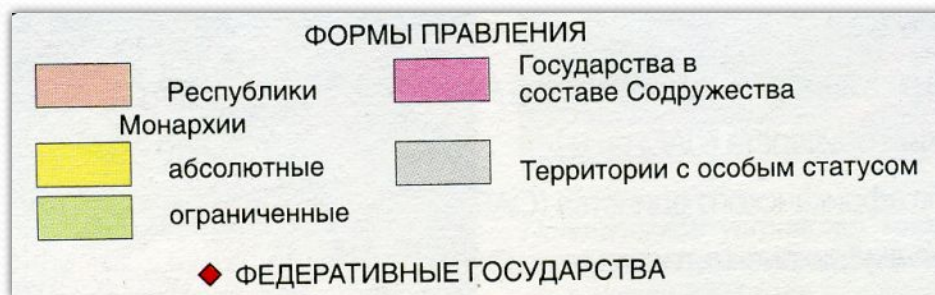 ФОРМЫ ПРАВЛЕНИЯ
Республики
Монархии
абсолютные
ограниченные
Государства в
составе Содружества
Территории с особым статусом
ФЕДЕРАТИВНЫЕ ГОСУДАРСТВА